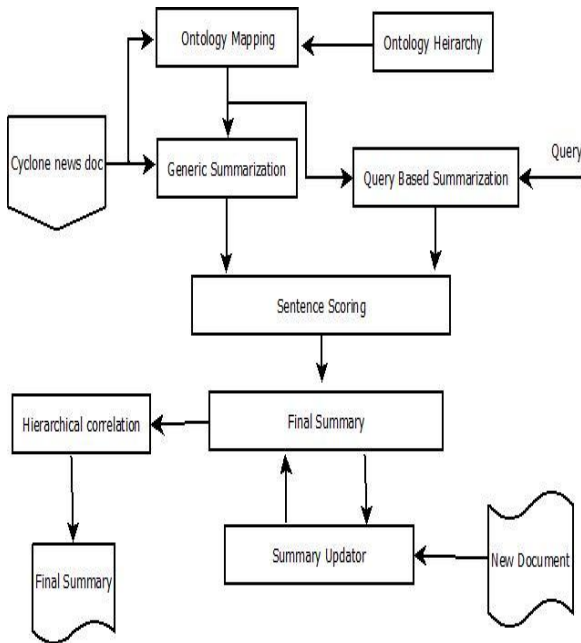 Ontology Mapping
Ontology Heirarchy
Cyclone news doc
Generic Summarization
Query Based Summarization
Query
Sentence Scoring
Hierarchical correlation
Final Summary
Final Summary
Summary Updator
New Document